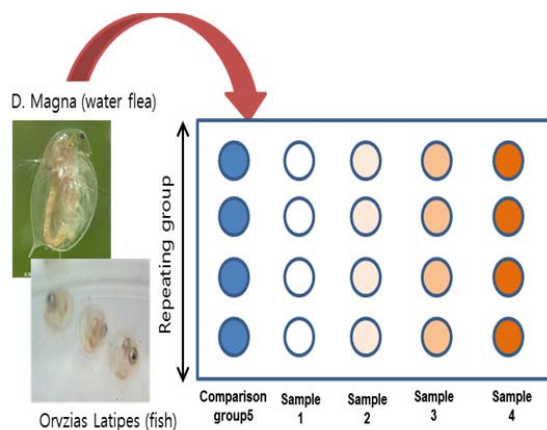 D. Magna (water flea)
Repeating group
Orvzias Latipes (fish)
Comparison
group5
Sample
1
Sample
2
Sample
3
Sample
4